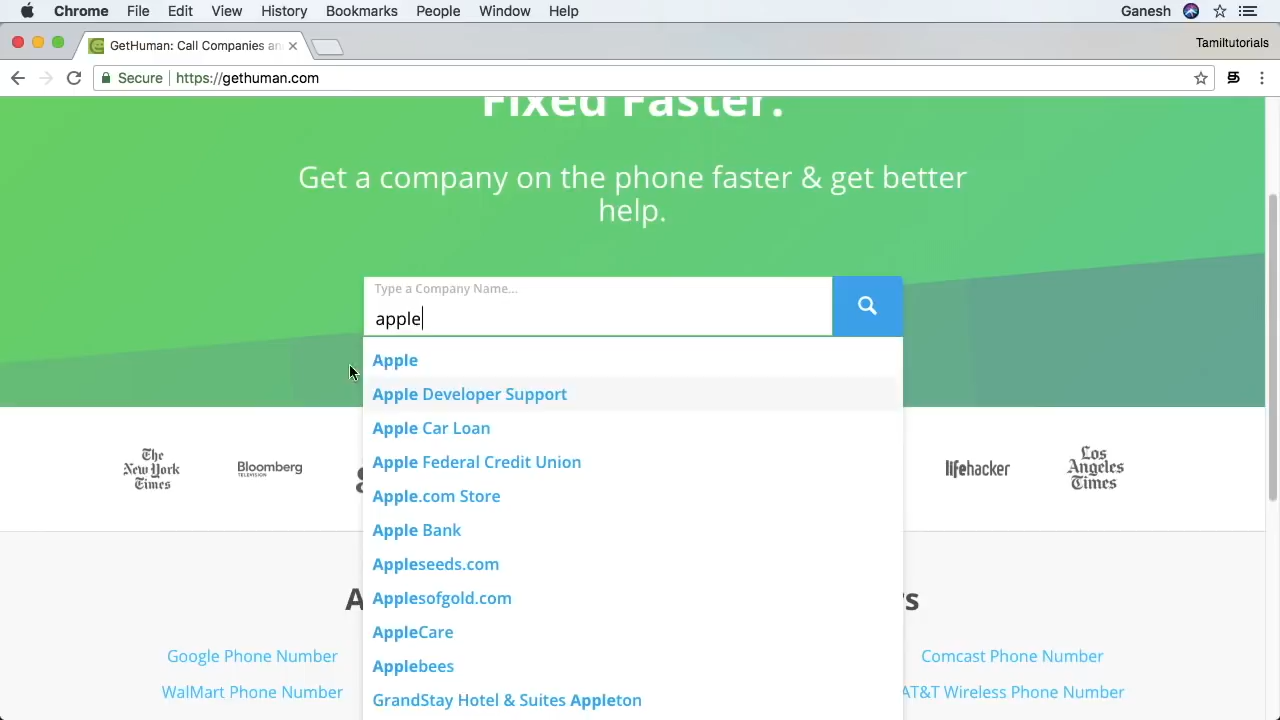 Chrome File Edit View History Bookmarks People Window Help Ganesh
GetHuman: Call Companies an
Tamiltutorials
Secure https://gethuman.com
Fixed Faster.
Get a company on the phone faster & get better
help.
Type a Company Name...
apple
Apple
Apple Developer Support
Apple Car Loan
Apple Federal Credit Union
Apple.com Store
Apple Bank
Appleseeds.com
Applesofgold.com
AppleCare
Applebees
GrandStay Hotel & Suites Appleton
The
New York
Times
Bloomberg
TELEVISION
lifehacker
Los
Angeles
Times
Google Phone Number
Comcast Phone Number
WalMart Phone Number
AT&T Wireless Phone Number